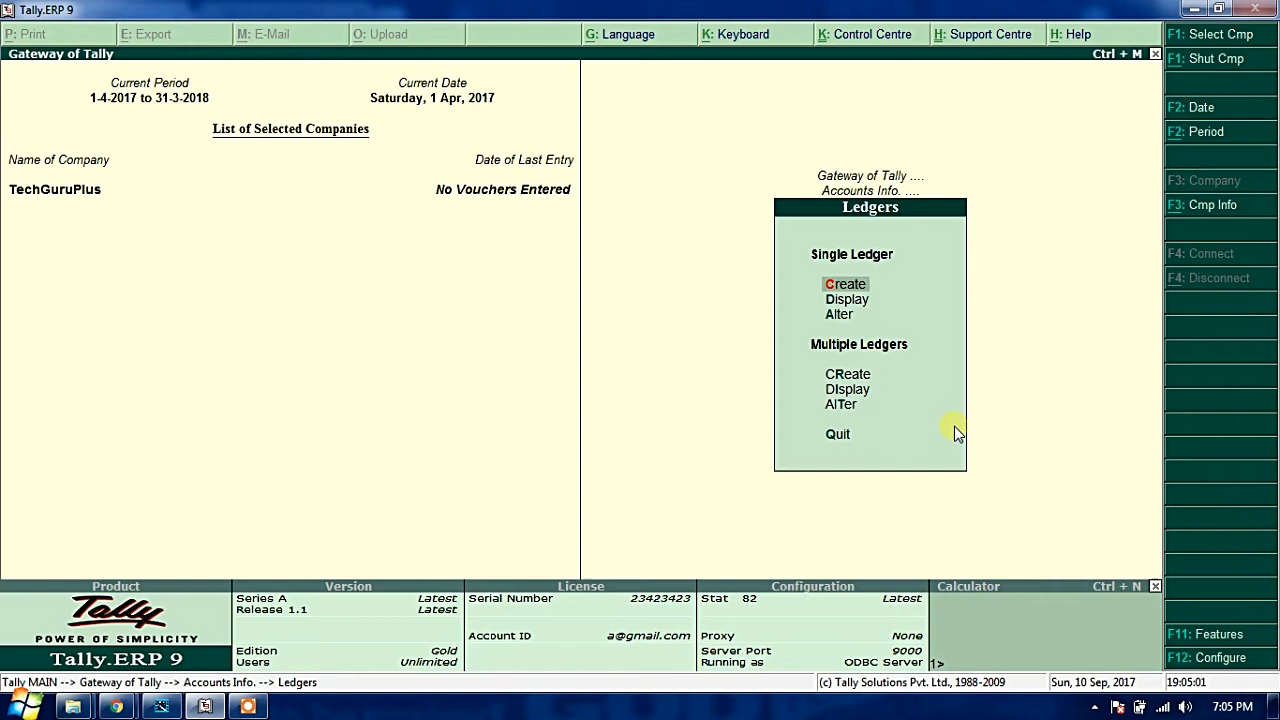 Tally.ERP 9
P: Print E: Export M: E-Mail O: Upload G: Language K: Keyboard K: Control Centre H: Support Centre H: Help
Gateway of Tally Ctrl + M
Current Period Current Date
1-4-2017 to 31-3-2018 Saturday, 1 Apr, 2017
List of Selected Companies
Name of Company Date of Last Entry
TechGuruPlus No Vouchers Entered
Gateway of Tally ....
Accounts Info. ....
Ledgers
Single Ledger
Create
Display
Alter
Multiple Ledgers
CReate
DIsplay
AlTer
Quit
F1: Select Cmp
F1: Shut Cmp
F2: Date
F2: Period
F3: Company
F3: Cmp Info
F4: Connect
F4: Disconnect
F11: Features
F12: Configure
Product Version License Configuration Calculator Ctrl + N
Tally
POWER OF SIMPLICITY
Tally.ERP 9
Series A Latest
Release 1.1 Latest
Edition Gold
Users Unlimited
Serial Number 23423423
Account ID a@gmail.com
Stat 82 Latest
Proxy None
Server Port 9000
Running as ODBC Server
1>
Tally MAIN --> Gateway of Tally --> Accounts Info. --> Ledgers (c) Tally Solutions Pvt. Ltd., 1988-2009 Sun, 10 Sep, 2017 19:05:01
7:05 PM